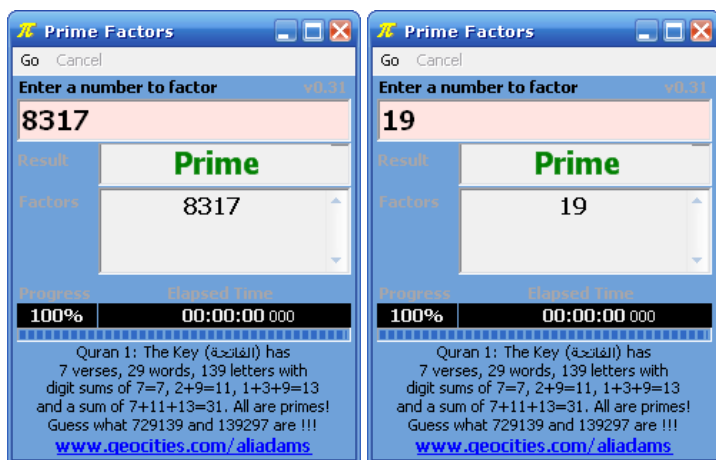 Prime Factors
Go Cancel
Enter a number to factor v0.31
8317
Result Prime
Factors 8317
Progress Elapsed Time
100% 00:00:00 000
Quran 1: The Key (الفاتحة) has
7 verses, 29 words, 139 letters with
digit sums of 7=7, 2+9=11, 1+3+9=13
and a sum of 7+11+13=31. All are primes!
Guess what 729139 and 139297 are !!!
www.geocities.com/aliadams
Prime Factors
Go Cancel
Enter a number to factor v0.31
19
Result Prime
Factors 19
Progress Elapsed Time
100% 00:00:00 000
Quran 1: The Key (الفاتحة) has
7 verses, 29 words, 139 letters with
digit sums of 7=7, 2+9=11, 1+3+9=13
and a sum of 7+11+13=31. All are primes!
Guess what 729139 and 139297 are !!!
www.geocities.com/aliadams